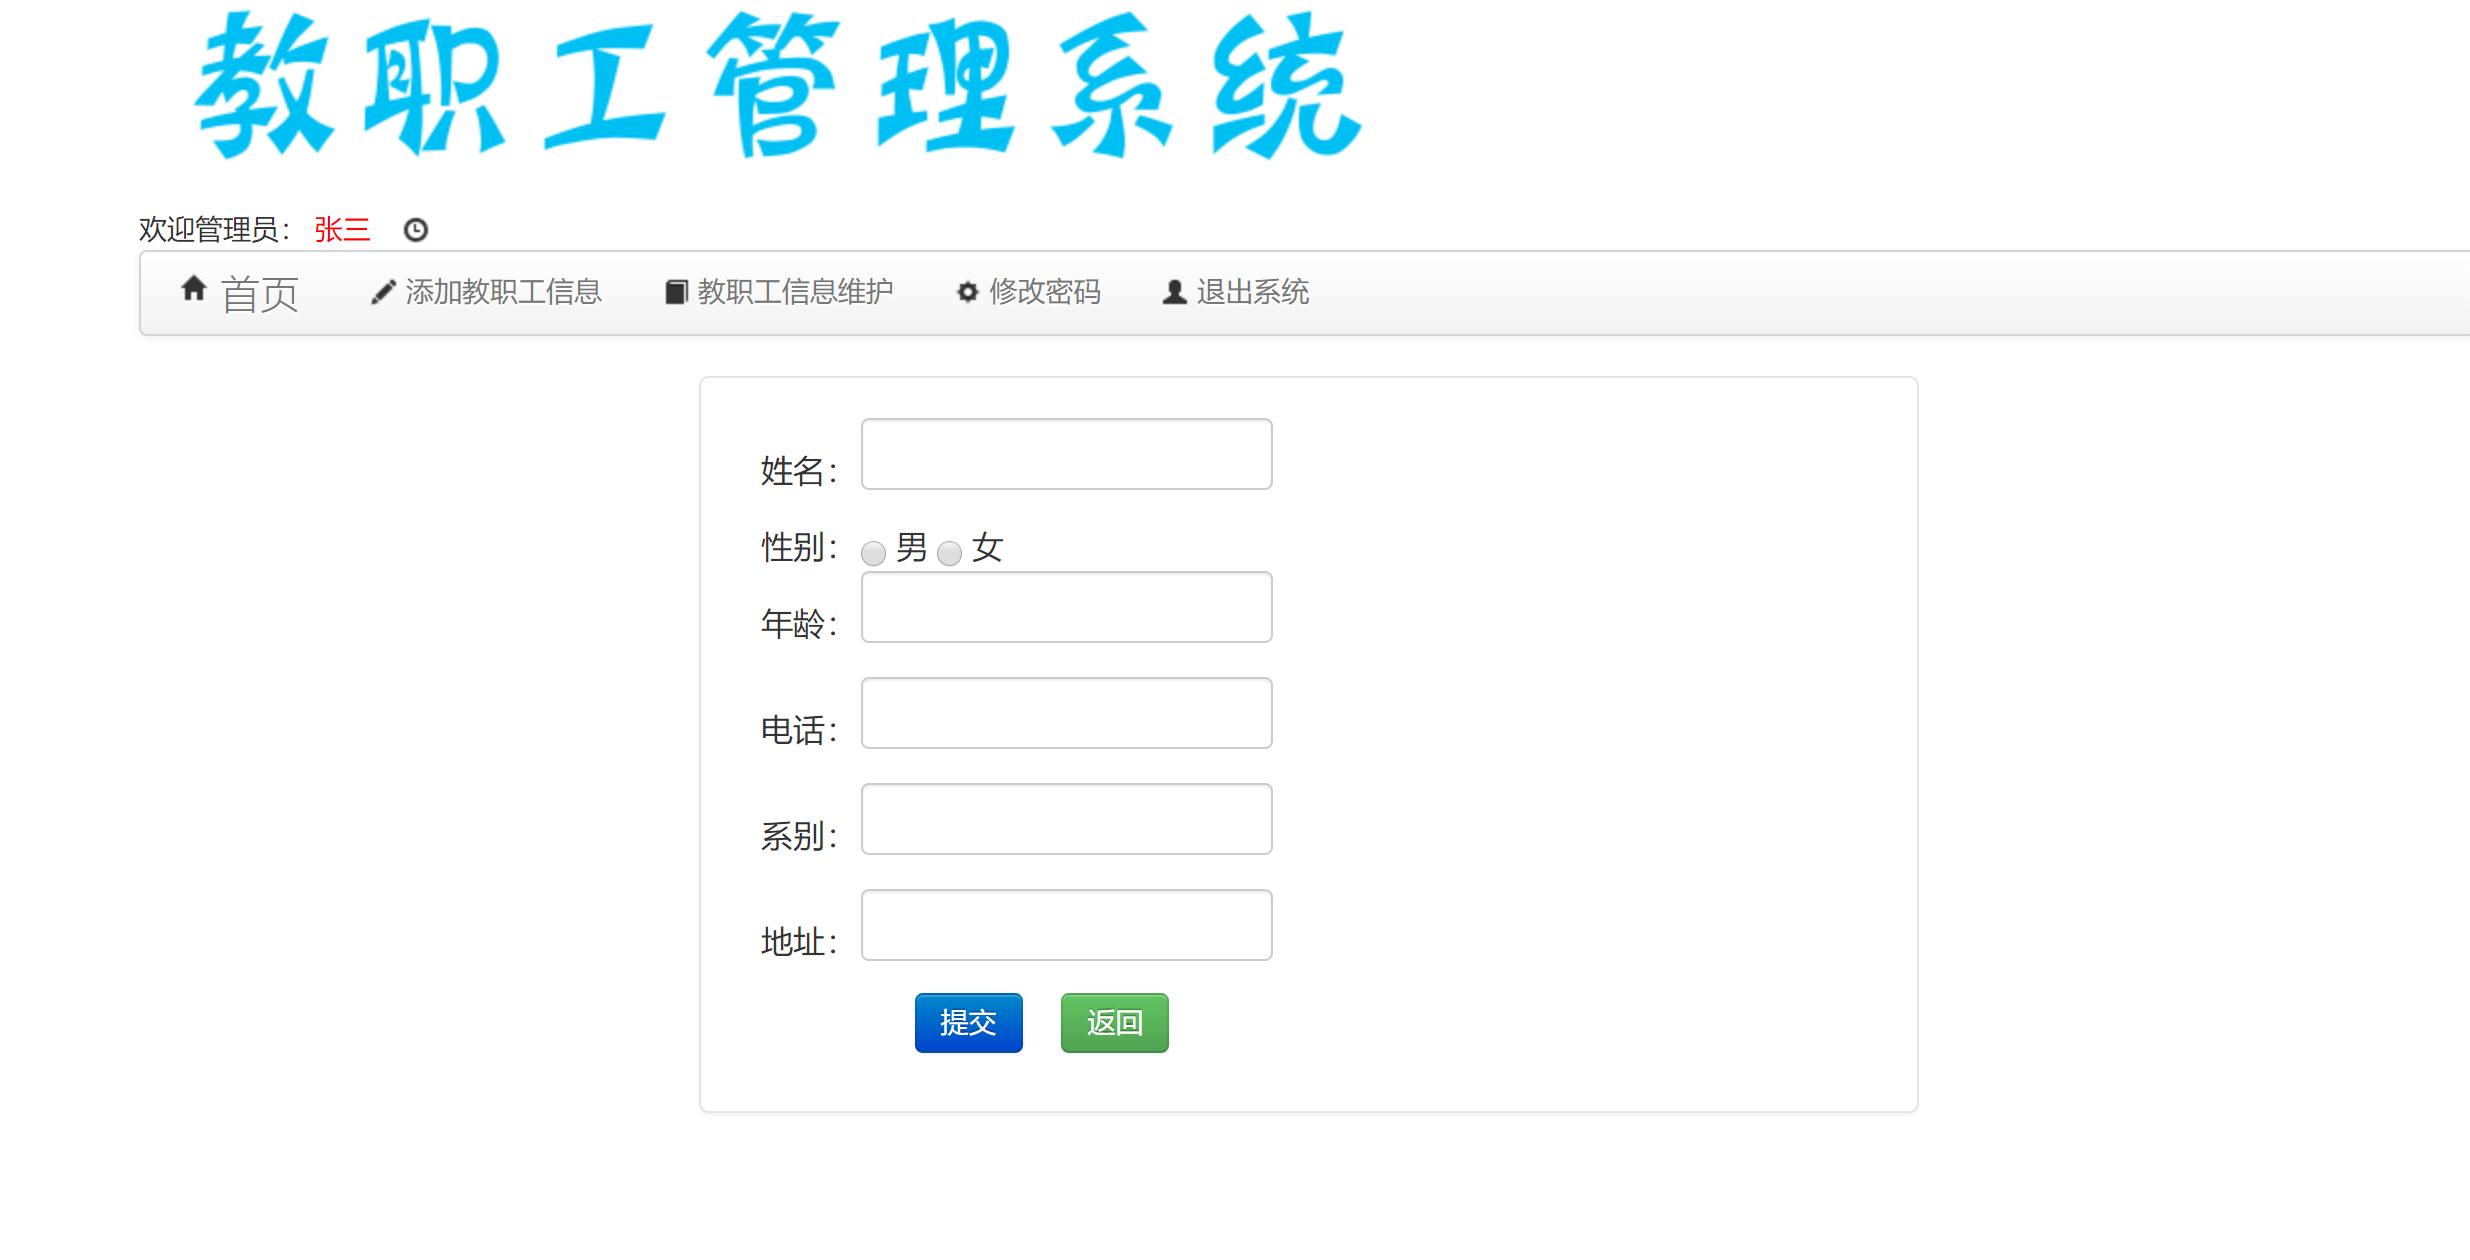 教职工管理系统
欢迎管理员： 张三
首页 添加教职工信息 教职工信息维护 修改密码 退出系统
姓名：
性别： 男 女
年龄：
电话：
系别：
地址：
提交 返回